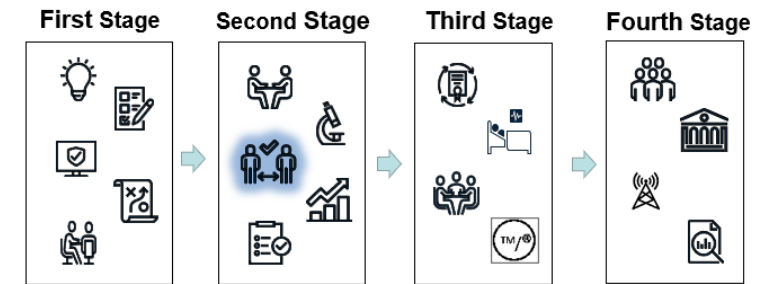 First Stage
Second Stage
Third Stage
Fourth Stage
TM/®